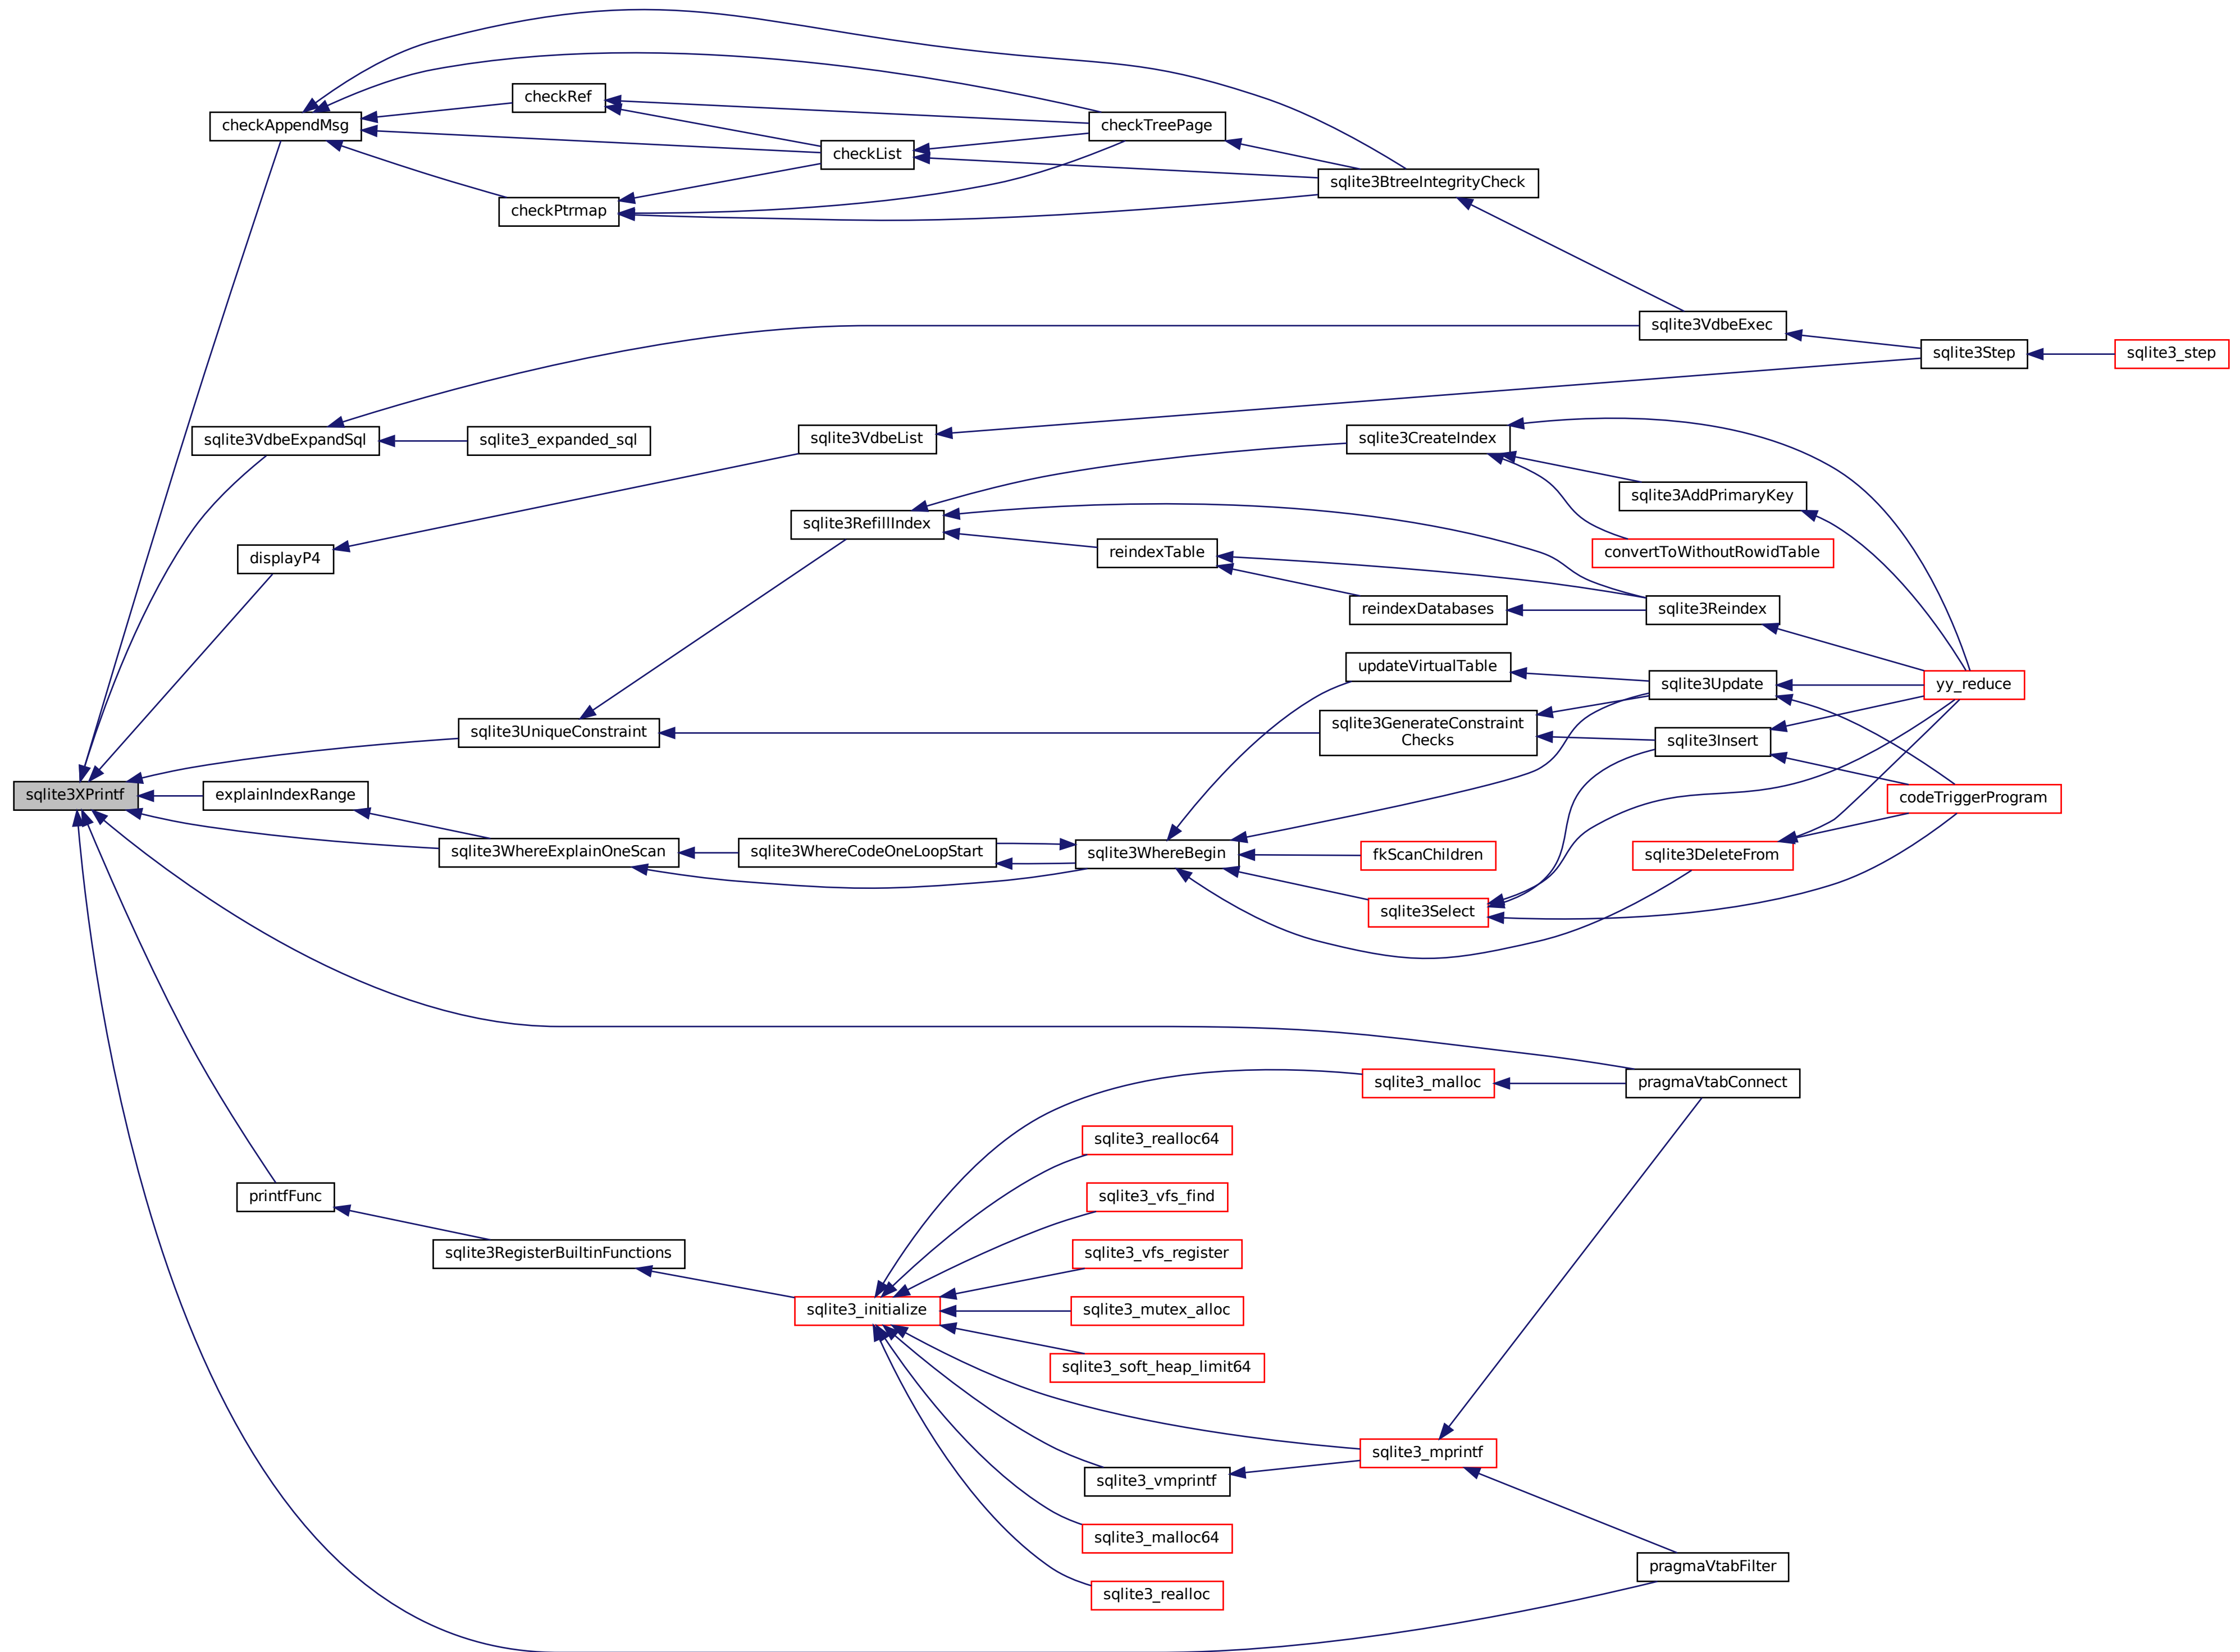 checkRef
checkAppendMsg
checkTreePage
checkList
sqlite3BtreeIntegrityCheck
checkPtrmap
sqlite3VdbeExec
sqlite3Step
sqlite3_step
sqlite3VdbeExpandSql
sqlite3_expanded_sql
sqlite3VdbeList
sqlite3CreateIndex
sqlite3AddPrimaryKey
sqlite3RefillIndex
displayP4
reindexTable
convertToWithoutRowidTable
reindexDatabases
sqlite3Reindex
updateVirtualTable
sqlite3Update
yy_reduce
sqlite3UniqueConstraint
sqlite3GenerateConstraint
Checks
sqlite3Insert
sqlite3XPrintf
explainIndexRange
codeTriggerProgram
sqlite3WhereExplainOneScan
sqlite3WhereCodeOneLoopStart
sqlite3WhereBegin
fkScanChildren
sqlite3DeleteFrom
sqlite3Select
sqlite3_malloc
pragmaVtabConnect
sqlite3_realloc64
printfFunc
sqlite3_vfs_find
sqlite3RegisterBuiltinFunctions
sqlite3_vfs_register
sqlite3_initialize
sqlite3_mutex_alloc
sqlite3_soft_heap_limit64
sqlite3_mprintf
sqlite3_vmprintf
sqlite3_malloc64
pragmaVtabFilter
sqlite3_realloc